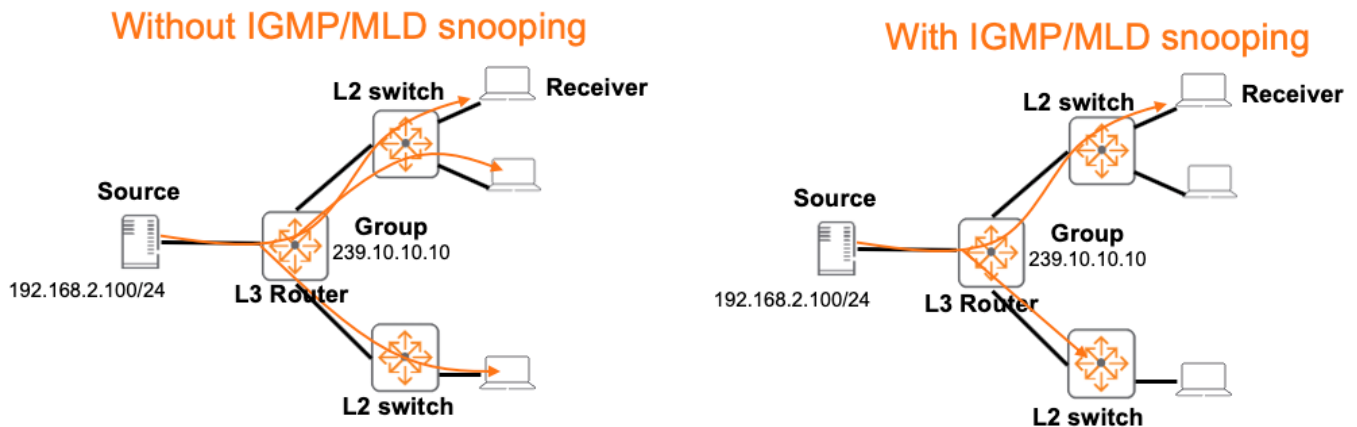 Without IGMP/MLD snooping
L2 switch
Receiver
Source
Group
239.10.10.10
192.168.2.100/24
L3 Router
L2 switch
With IGMP/MLD snooping
L2 switch
Receiver
Source
Group
239.10.10.10
192.168.2.100/24
L3 Router
L2 switch